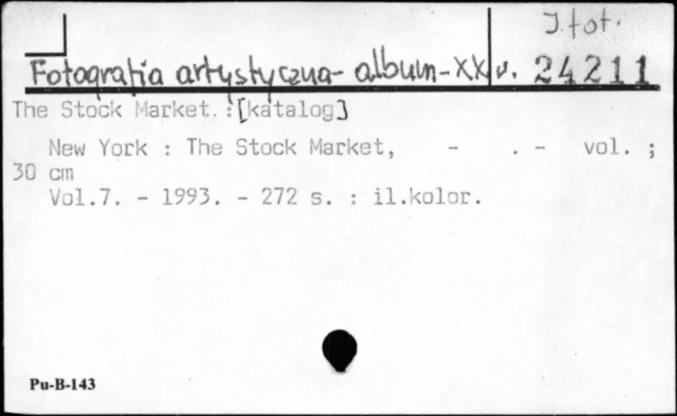 J.fot.
Fotografia artystyczna- album-XX w. 24211
The Stock Market.:[katalog]
New York : The Stock Market, - . - vol. ;
30 cm
Vol.7. - 1993. - 272 s. : il.kolor.
Pu-B-143